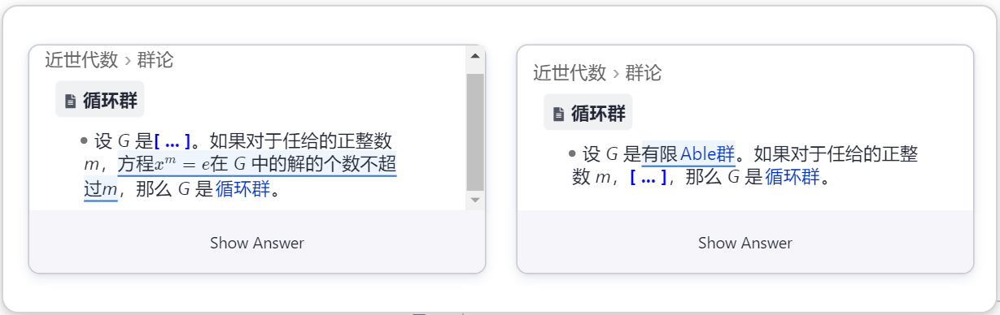 近世代数 › 群论
循环群
设 G 是[ ... ]。如果对于任给的正整数
m，方程xᵐ = e在 G 中的解的个数不超
过m，那么 G 是循环群。
Show Answer
近世代数 › 群论
循环群
设 G 是有限Able群。如果对于任给的正整
数 m，[ ... ]，那么 G 是循环群。
Show Answer